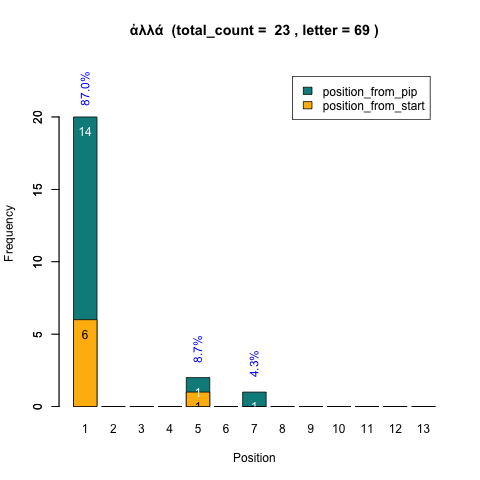 ἀλλά (total_count = 23 , letter = 69 )
position_from_pip
position_from_start
Frequency
20
15
10
5
0
87.0%
14
6
8.7%
1
1
4.3%
1
1 2 3 4 5 6 7 8 9 10 11 12 13
Position